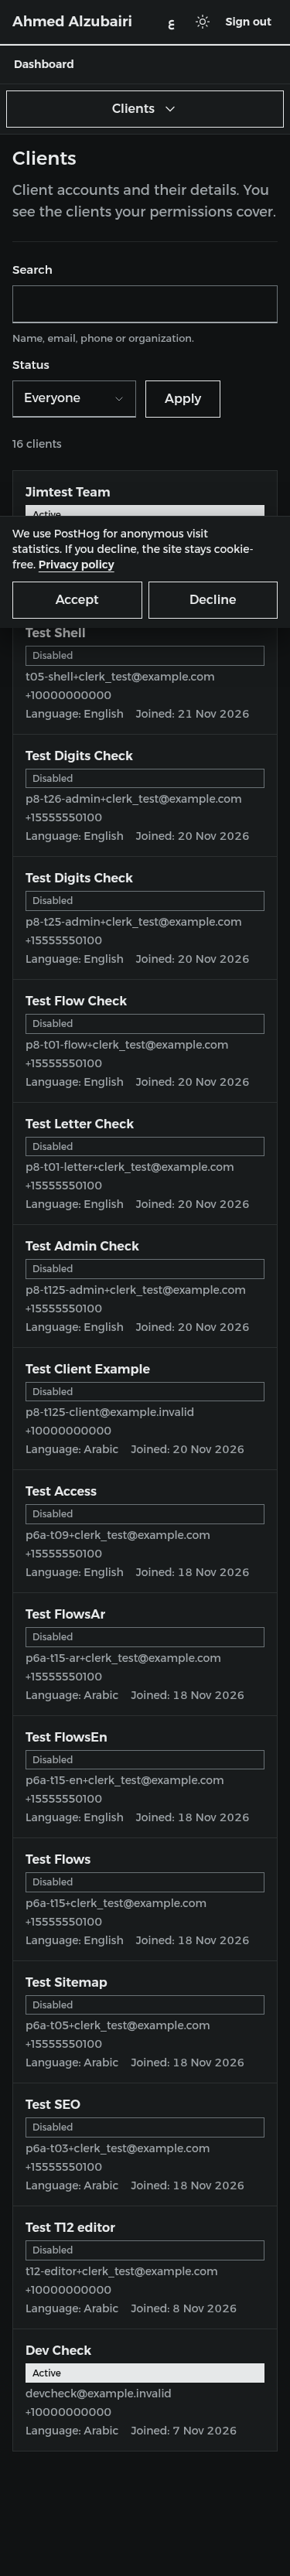 Ahmed Alzubairi ع Sign out
Dashboard
Clients
Clients
Client accounts and their details. You
see the clients your permissions cover.
Search
Name, email, phone or organization.
Status
Everyone Apply
16 clients
Jimtest Team
Active
We use PostHog for anonymous visit
statistics. If you decline, the site stays cookie-
free. Privacy policy
Accept Decline
Test Shell
Disabled
t05-shell+clerk_test@example.com
+10000000000
Language: English Joined: 21 Nov 2026
Test Digits Check
Disabled
p8-t26-admin+clerk_test@example.com
+15555550100
Language: English Joined: 20 Nov 2026
Test Digits Check
Disabled
p8-t25-admin+clerk_test@example.com
+15555550100
Language: English Joined: 20 Nov 2026
Test Flow Check
Disabled
p8-t01-flow+clerk_test@example.com
+15555550100
Language: English Joined: 20 Nov 2026
Test Letter Check
Disabled
p8-t01-letter+clerk_test@example.com
+15555550100
Language: English Joined: 20 Nov 2026
Test Admin Check
Disabled
p8-t125-admin+clerk_test@example.com
+15555550100
Language: English Joined: 20 Nov 2026
Test Client Example
Disabled
p8-t125-client@example.invalid
+10000000000
Language: Arabic Joined: 20 Nov 2026
Test Access
Disabled
p6a-t09+clerk_test@example.com
+15555550100
Language: English Joined: 18 Nov 2026
Test FlowsAr
Disabled
p6a-t15-ar+clerk_test@example.com
+15555550100
Language: Arabic Joined: 18 Nov 2026
Test FlowsEn
Disabled
p6a-t15-en+clerk_test@example.com
+15555550100
Language: English Joined: 18 Nov 2026
Test Flows
Disabled
p6a-t15+clerk_test@example.com
+15555550100
Language: English Joined: 18 Nov 2026
Test Sitemap
Disabled
p6a-t05+clerk_test@example.com
+15555550100
Language: Arabic Joined: 18 Nov 2026
Test SEO
Disabled
p6a-t03+clerk_test@example.com
+15555550100
Language: Arabic Joined: 18 Nov 2026
Test T12 editor
Disabled
t12-editor+clerk_test@example.com
+10000000000
Language: Arabic Joined: 8 Nov 2026
Dev Check
Active
devcheck@example.invalid
+10000000000
Language: Arabic Joined: 7 Nov 2026